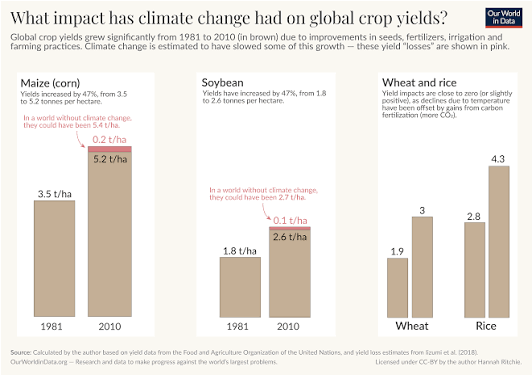 What impact has climate change had on global crop yields?
Our World
in Data
Global crop yields grew significantly from 1981 to 2010 (in brown) due to improvements in seeds, fertilizers, irrigation and
farming practices. Climate change is estimated to have slowed some of this growth — these yield "losses" are shown in pink.
Maize (corn)
Yields increased by 47%, from 3.5
to 5.2 tonnes per hectare.
In a world without climate change,
they could have been 5.4 t/ha.
0.2 t/ha
5.2 t/ha
3.5 t/ha
1981 2010
Soybean
Yields have increased by 47%, from 1.8
to 2.6 tonnes per hectare.
In a world without climate change,
they could have been 2.7 t/ha.
0.1 t/ha
2.6 t/ha
1.8 t/ha
1981 2010
Wheat and rice
Yield impacts are close to zero (or slightly
positive), as declines due to temperature
have been offset by gains from carbon
fertilization (more CO₂).
4.3
3
2.8
1.9
Wheat Rice
Source: Calculated by the author based on yield data from the Food and Agriculture Organization of the United Nations, and yield loss estimates from Iizumi et al. (2018).
OurWorldinData.org — Research and data to make progress against the world's largest problems.
Licensed under CC-BY by the author Hannah Ritchie.